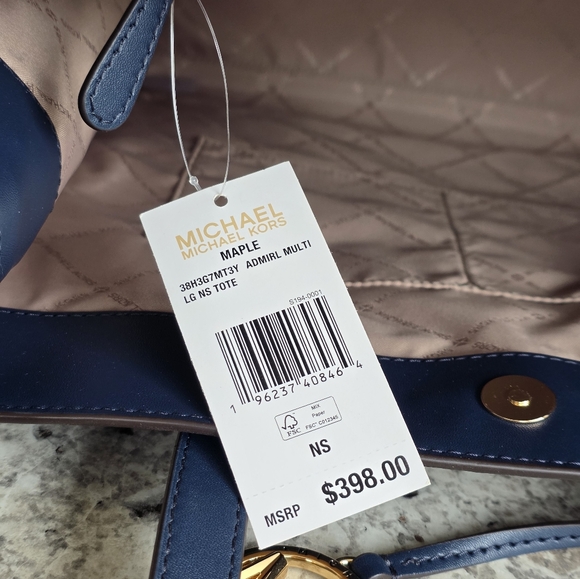 MICHAEL
MICHAEL KORS
MAPLE
38H3G7MT3Y ADMIRL MULTI
LG NS TOTE
S194-0001
1 96237 40846 4
FSC
MIX
Paper
FSC® C012345
NS
MSRP $398.00